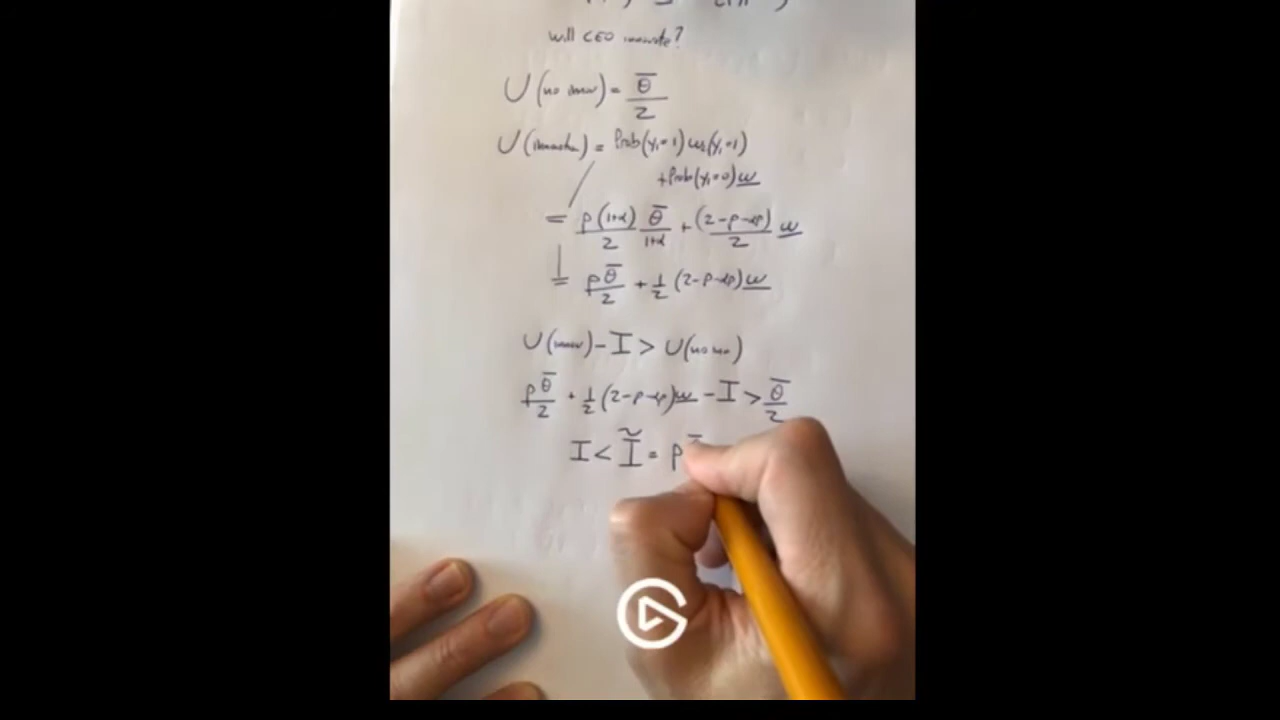 will CEO innovate?
U(no innov) = θ̅/2
U(innovate) = Prob(y₁=1) w₂(y₁=1)
+Prob(y₁=0) w̲
= p(1+α)/2 θ̅/1+α + (2-p-αp)/2 w̲
= pθ̅/2 + 1/2 (2-p-αp) w̲
U(innov) - I > U(no inn)
pθ̅/2 + 1/2 (2-p-αp) w̲ - I > θ̅/2
I < Ĩ = p